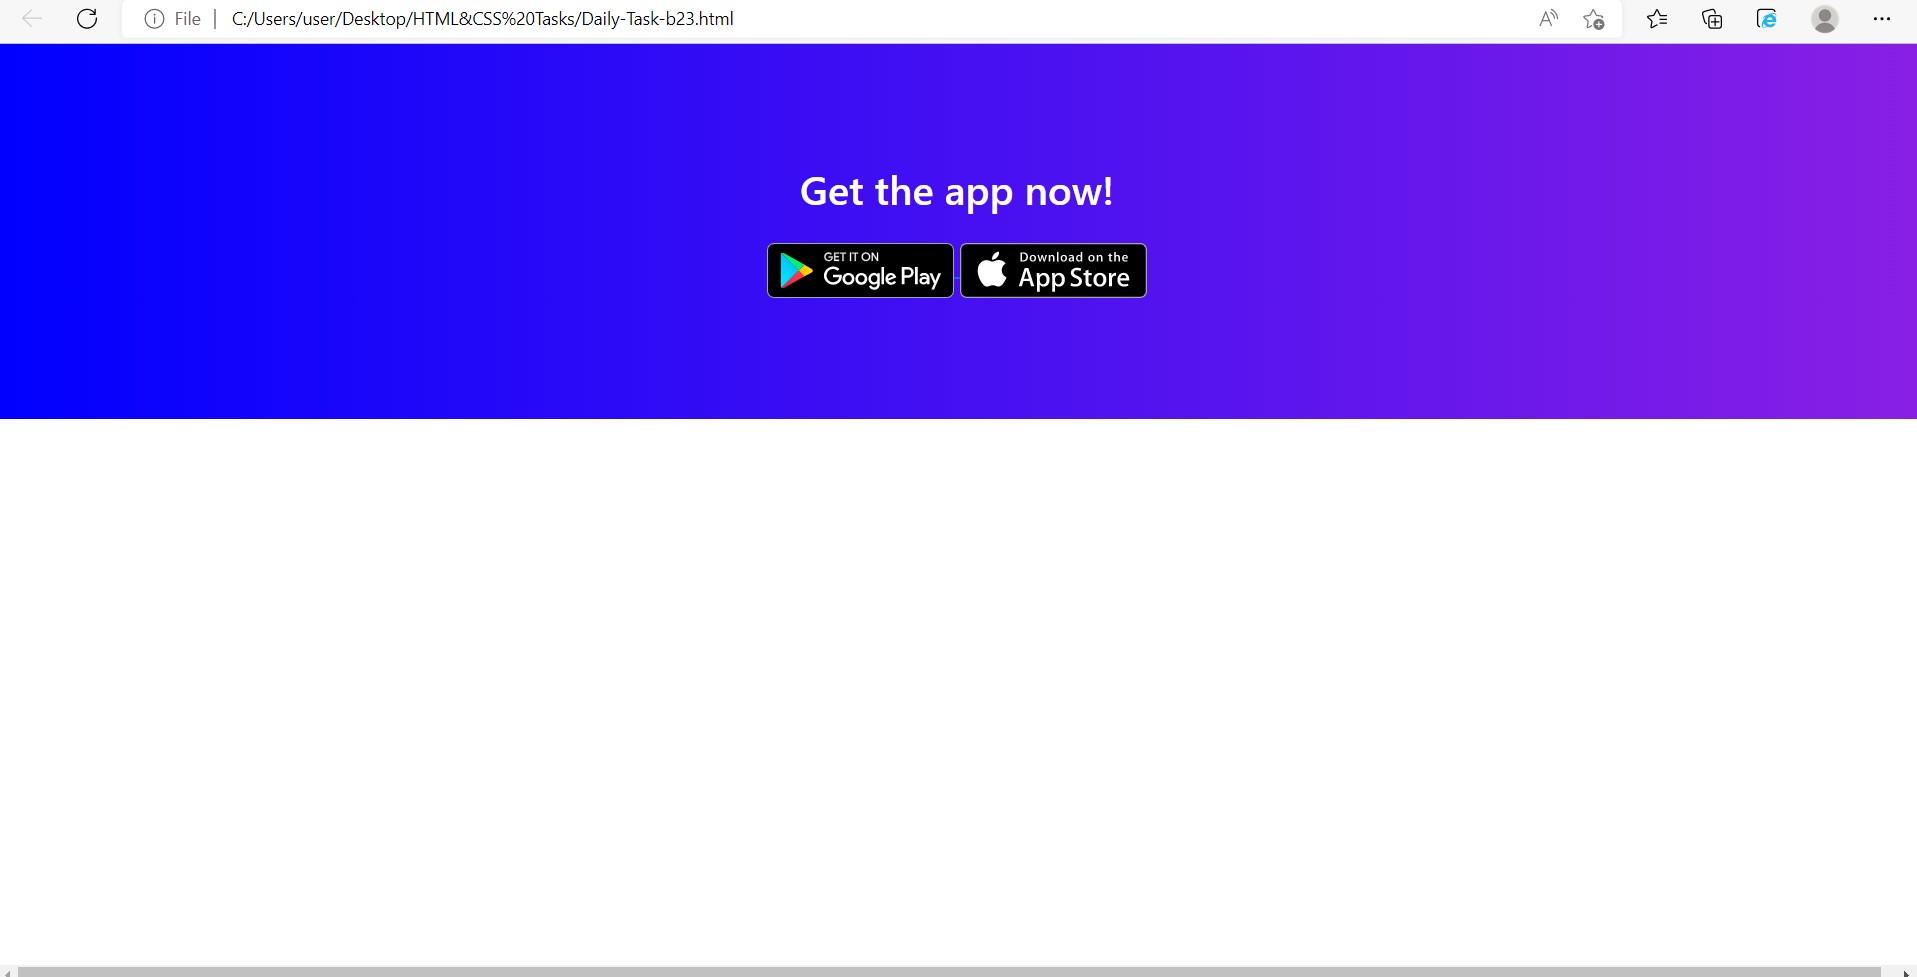 File | C:/Users/user/Desktop/HTML&CSS%20Tasks/Daily-Task-b23.html
Get the app now!
GET IT ON
Google Play
Download on the
App Store